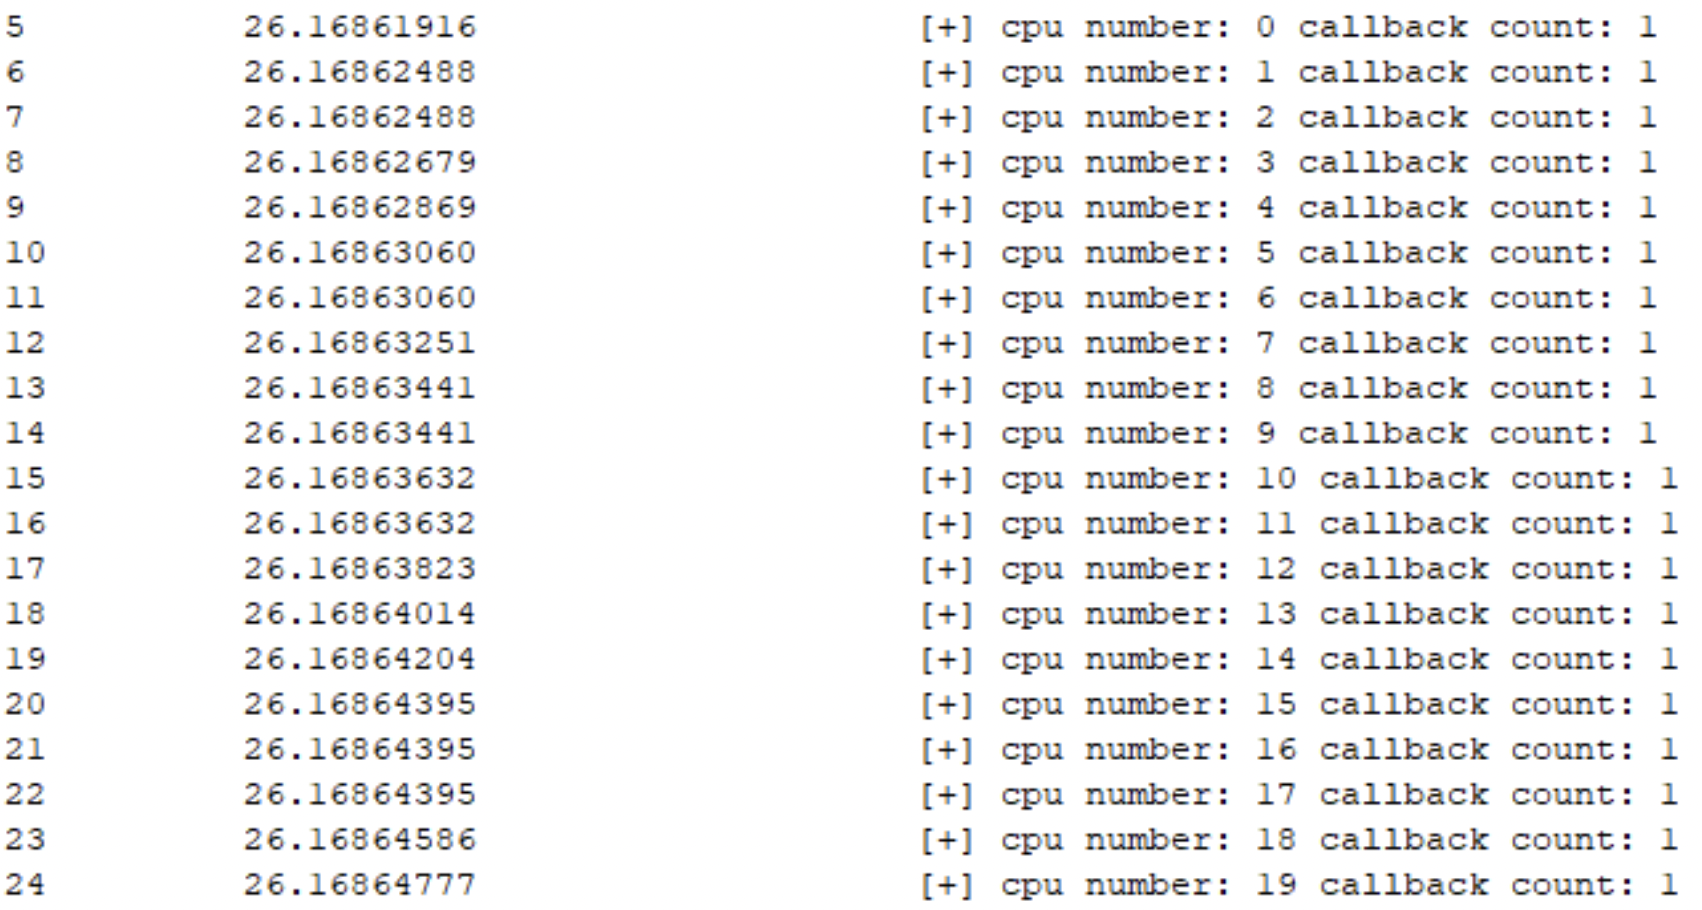 5 26.16861916 [+] cpu number: 0 callback count: 1
6 26.16862488 [+] cpu number: 1 callback count: 1
7 26.16862488 [+] cpu number: 2 callback count: 1
8 26.16862679 [+] cpu number: 3 callback count: 1
9 26.16862869 [+] cpu number: 4 callback count: 1
10 26.16863060 [+] cpu number: 5 callback count: 1
11 26.16863060 [+] cpu number: 6 callback count: 1
12 26.16863251 [+] cpu number: 7 callback count: 1
13 26.16863441 [+] cpu number: 8 callback count: 1
14 26.16863441 [+] cpu number: 9 callback count: 1
15 26.16863632 [+] cpu number: 10 callback count: 1
16 26.16863632 [+] cpu number: 11 callback count: 1
17 26.16863823 [+] cpu number: 12 callback count: 1
18 26.16864014 [+] cpu number: 13 callback count: 1
19 26.16864204 [+] cpu number: 14 callback count: 1
20 26.16864395 [+] cpu number: 15 callback count: 1
21 26.16864395 [+] cpu number: 16 callback count: 1
22 26.16864395 [+] cpu number: 17 callback count: 1
23 26.16864586 [+] cpu number: 18 callback count: 1
24 26.16864777 [+] cpu number: 19 callback count: 1